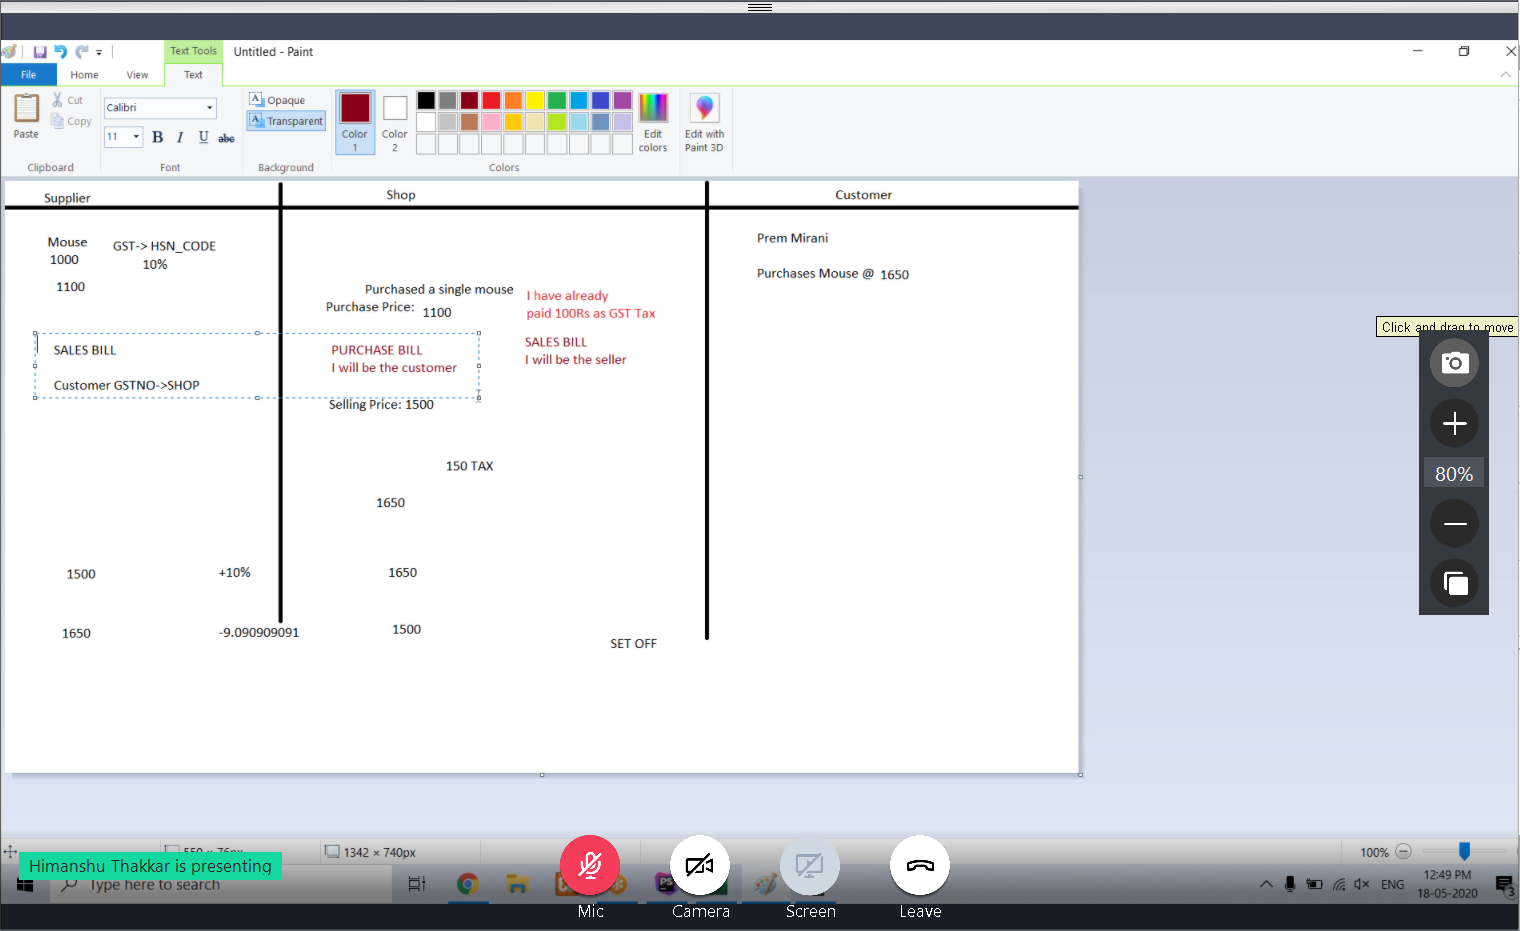 Text Tools
Untitled - Paint
File
Home
View
Text
Paste
Cut
Copy
Calibri
11
B
I
U
abc
Opaque
Transparent
Color
1
Color
2
Edit
colors
Edit with
Paint 3D
Clipboard
Font
Background
Colors
Supplier
Shop
Customer
Mouse
1000
GST-> HSN_CODE
10%
1100
Purchased a single mouse
Purchase Price: 1100
I have already
paid 100Rs as GST Tax
Prem Mirani
Purchases Mouse @ 1650
Click and drag to move
SALES BILL
Customer GSTNO->SHOP
PURCHASE BILL
I will be the customer
SALES BILL
I will be the seller
Selling Price: 1500
150 TAX
1650
1500
+10%
1650
1650
-9.090909091
1500
SET OFF
80%
1342 × 740px
100%
Himanshu Thakkar is presenting
Type here to search
PS
Mic
Camera
Screen
Leave
ENG
12:49 PM
18-05-2020
3